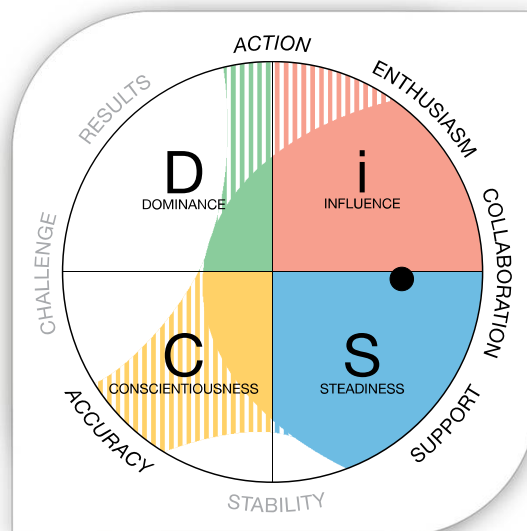 ACTION
ENTHUSIASM
RESULTS
D
DOMINANCE
i
INFLUENCE
COLLABORATION
CHALLENGE
C
CONSCIENTIOUSNESS
S
STEADINESS
ACCURACY
SUPPORT
STABILITY